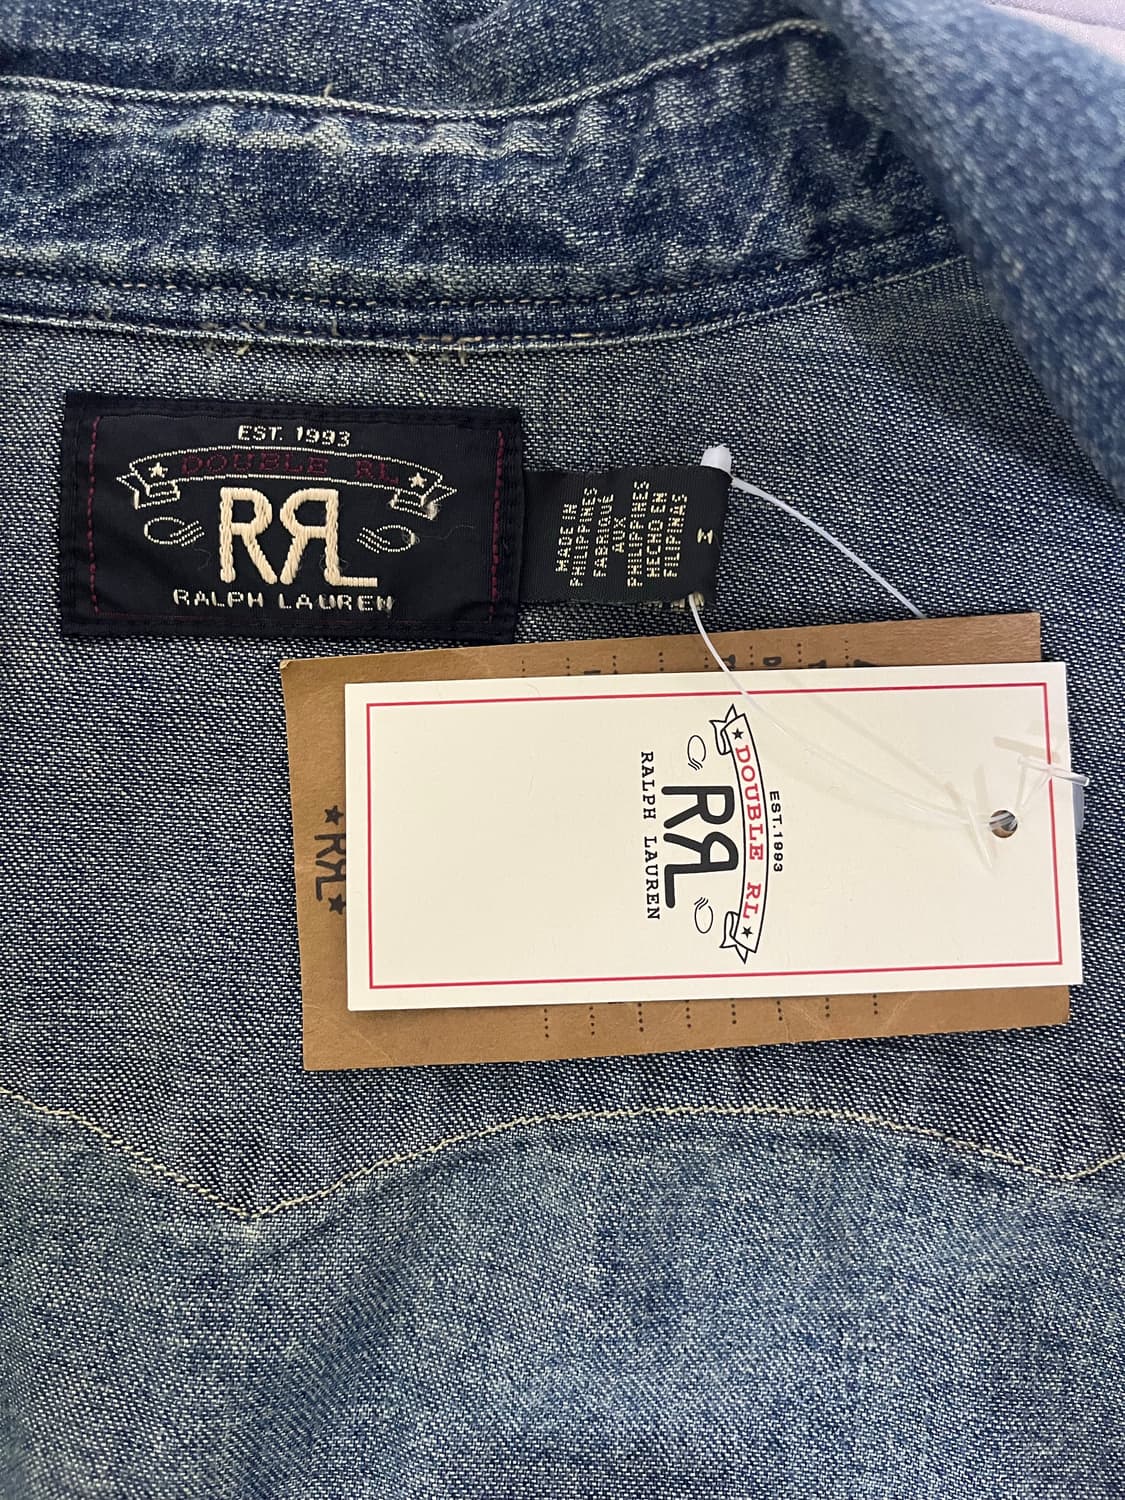 EST. 1993
DOUBLE RL
RRL
RALPH LAUREN
MADE IN
PHILIPPINES
FABRIQUE
AUX
PHILIPPINES
HECHO EN
FILIPINAS
M
EST.1993
DOUBLE RL
RRL
RALPH LAUREN
RRL